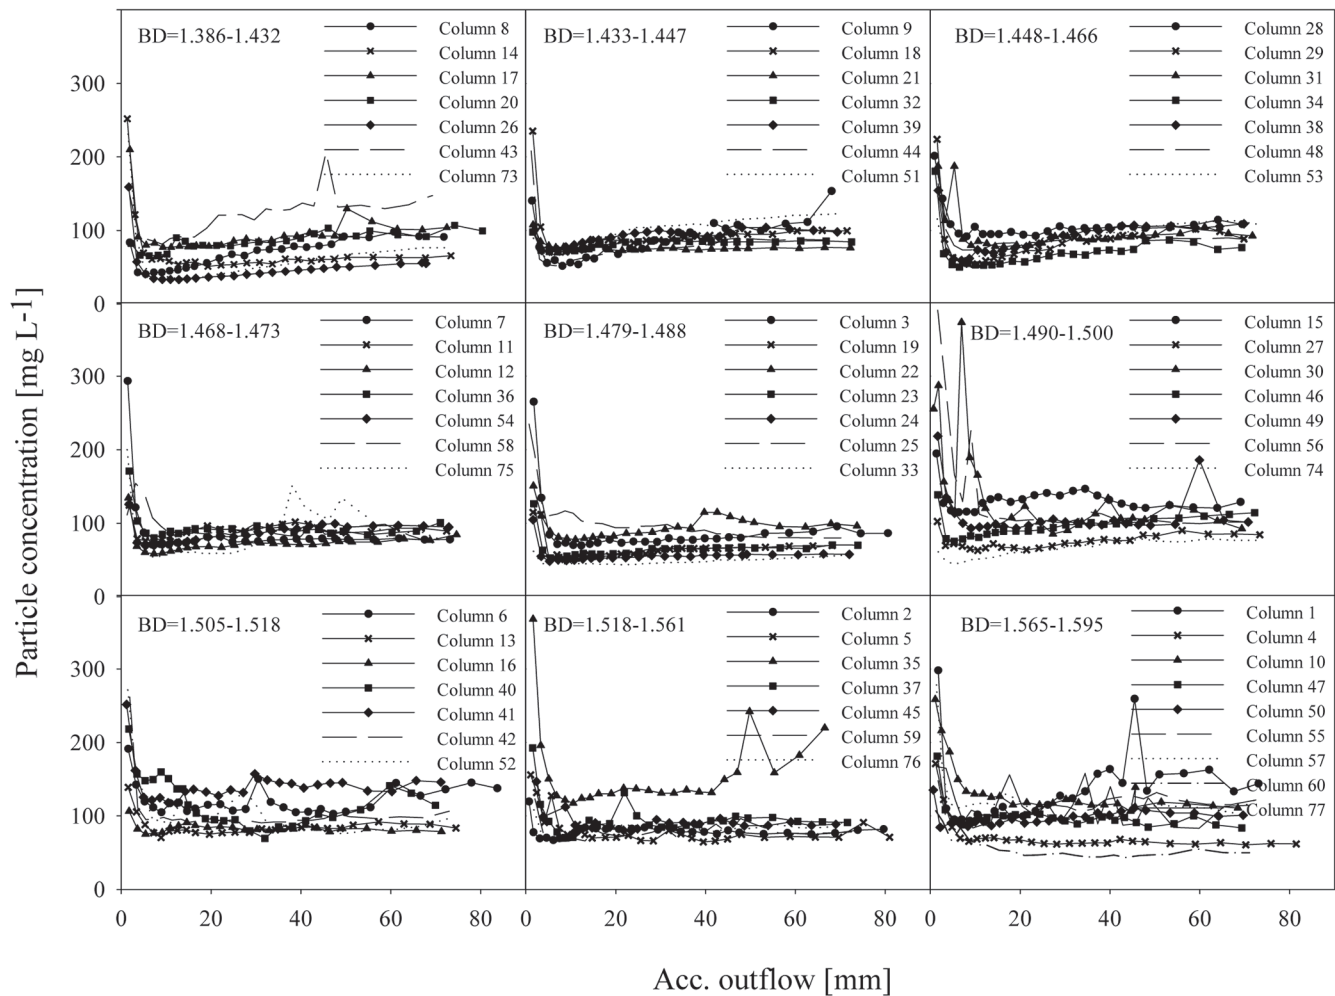 BD=1.386-1.432
Column 8
Column 14
Column 17
Column 20
Column 26
Column 43
Column 73
BD=1.433-1.447
Column 9
Column 18
Column 21
Column 32
Column 39
Column 44
Column 51
BD=1.448-1.466
Column 28
Column 29
Column 31
Column 34
Column 38
Column 48
Column 53
300
200
100
0
BD=1.468-1.473
Column 7
Column 11
Column 12
Column 36
Column 54
Column 58
Column 75
BD=1.479-1.488
Column 3
Column 19
Column 22
Column 23
Column 24
Column 25
Column 33
BD=1.490-1.500
Column 15
Column 27
Column 30
Column 46
Column 49
Column 56
Column 74
300
200
100
0
BD=1.505-1.518
Column 6
Column 13
Column 16
Column 40
Column 41
Column 42
Column 52
BD=1.518-1.561
Column 2
Column 5
Column 35
Column 37
Column 45
Column 59
Column 76
BD=1.565-1.595
Column 1
Column 4
Column 10
Column 47
Column 50
Column 55
Column 57
Column 60
Column 77
300
200
100
0
0 20 40 60 80 0 20 40 60 80 0 20 40 60 80
Particle concentration [mg L-1]
Acc. outflow [mm]